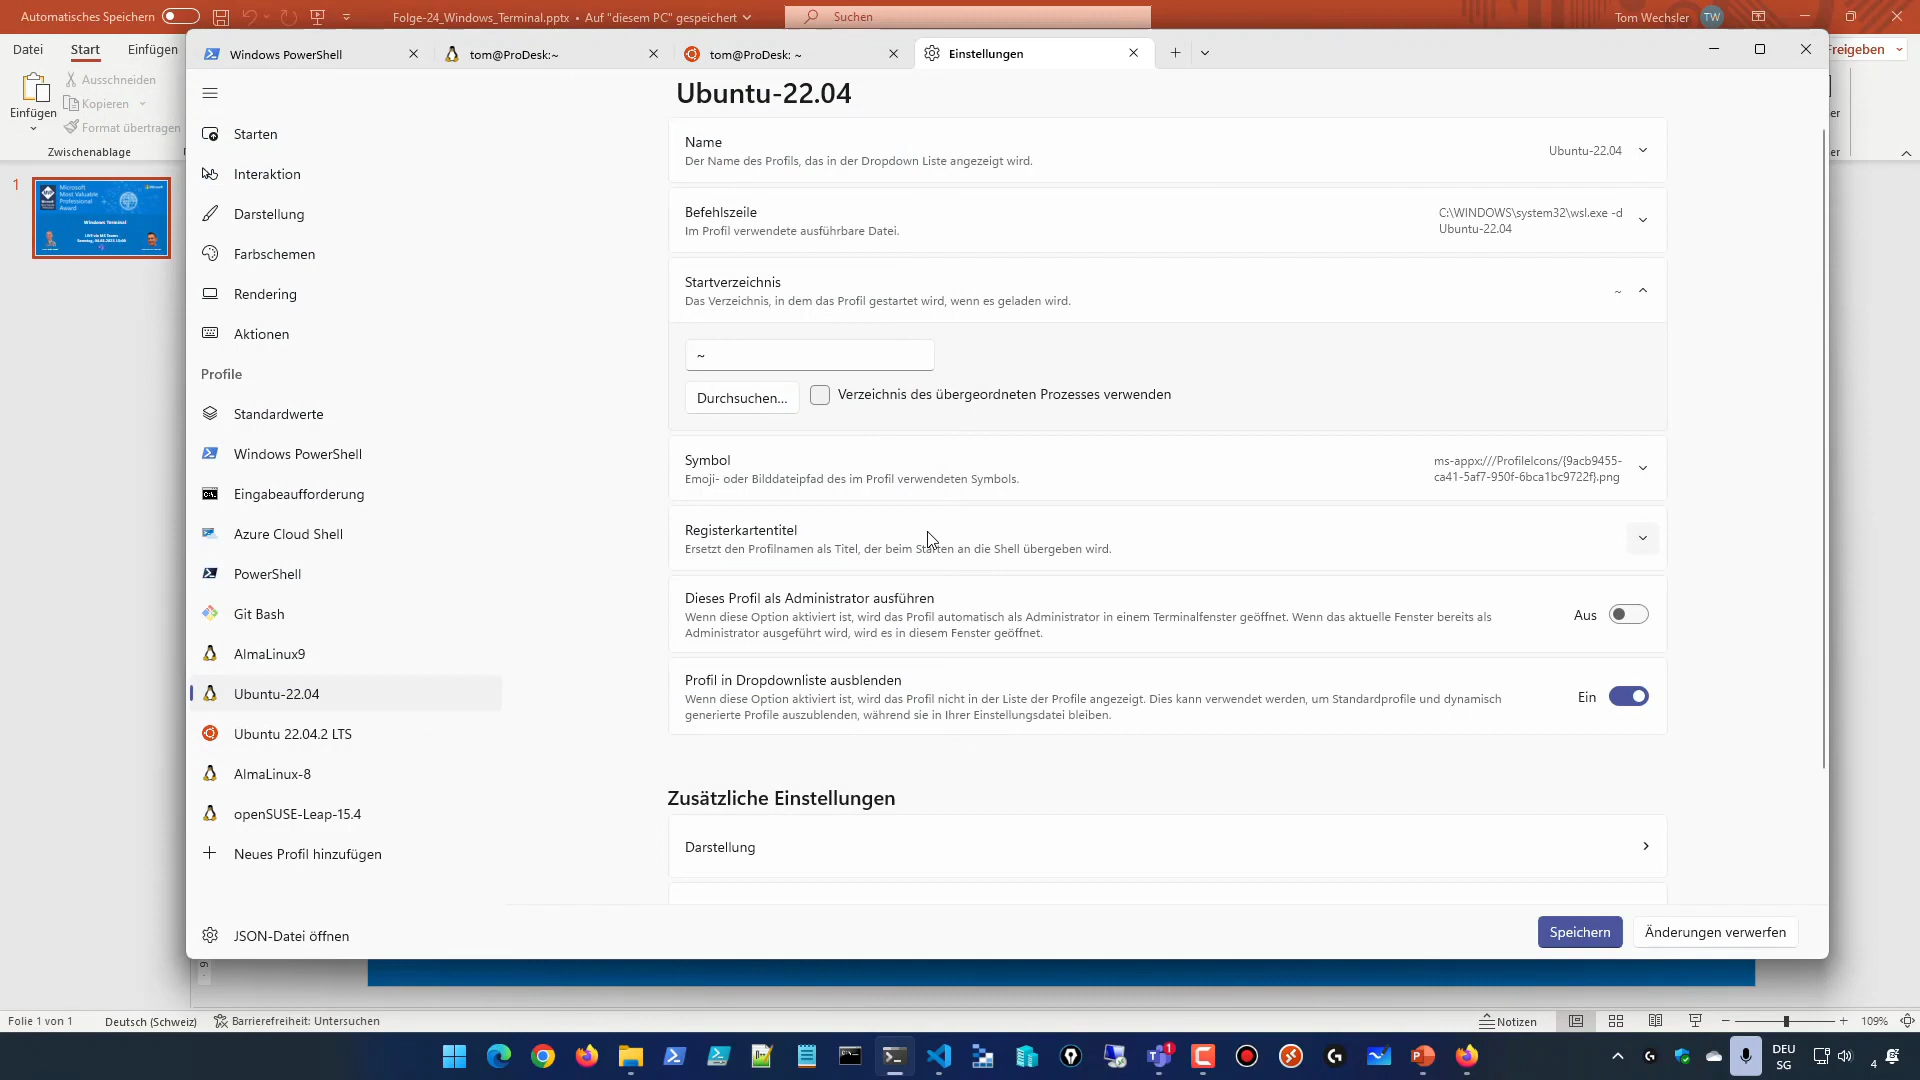 Automatisches Speichern
Folge-24_Windows_Terminal.pptx • Auf "diesem PC" gespeichert
Suchen
Tom Wechsler
TW
Datei
Start
Einfügen
Freigeben
Einfügen
Ausschneiden
Kopieren
Format übertragen
Zwischenablage
1
Microsoft
Most Valuable
Professional
Award
Windows Terminal
Windows PowerShell
tom@ProDesk:~
tom@ProDesk: ~
Einstellungen
Starten
Interaktion
Darstellung
Farbschemen
Rendering
Aktionen
Profile
Standardwerte
Windows PowerShell
Eingabeaufforderung
Azure Cloud Shell
PowerShell
Git Bash
AlmaLinux9
Ubuntu-22.04
Ubuntu 22.04.2 LTS
AlmaLinux-8
openSUSE-Leap-15.4
Neues Profil hinzufügen
JSON-Datei öffnen
Ubuntu-22.04
Name
Der Name des Profils, das in der Dropdown Liste angezeigt wird.
Ubuntu-22.04
Befehlszeile
Im Profil verwendete ausführbare Datei.
C:\WINDOWS\system32\wsl.exe -d
Ubuntu-22.04
Startverzeichnis
Das Verzeichnis, in dem das Profil gestartet wird, wenn es geladen wird.
~
~
Durchsuchen...
Verzeichnis des übergeordneten Prozesses verwenden
Symbol
Emoji- oder Bilddateipfad des im Profil verwendeten Symbols.
ms-appx:///ProfileIcons/{9acb9455-
ca41-5af7-950f-6bca1bc9722f}.png
Registerkartentitel
Ersetzt den Profilnamen als Titel, der beim Starten an die Shell übergeben wird.
Dieses Profil als Administrator ausführen
Wenn diese Option aktiviert ist, wird das Profil automatisch als Administrator in einem Terminalfenster geöffnet. Wenn das aktuelle Fenster bereits als
Administrator ausgeführt wird, wird es in diesem Fenster geöffnet.
Aus
Profil in Dropdownliste ausblenden
Wenn diese Option aktiviert ist, wird das Profil nicht in der Liste der Profile angezeigt. Dies kann verwendet werden, um Standardprofile und dynamisch
generierte Profile auszublenden, während sie in Ihrer Einstellungsdatei bleiben.
Ein
Zusätzliche Einstellungen
Darstellung
Speichern
Änderungen verwerfen
Folie 1 von 1
Deutsch (Schweiz)
Barrierefreiheit: Untersuchen
Notizen
109%
1
DEU
SG
4